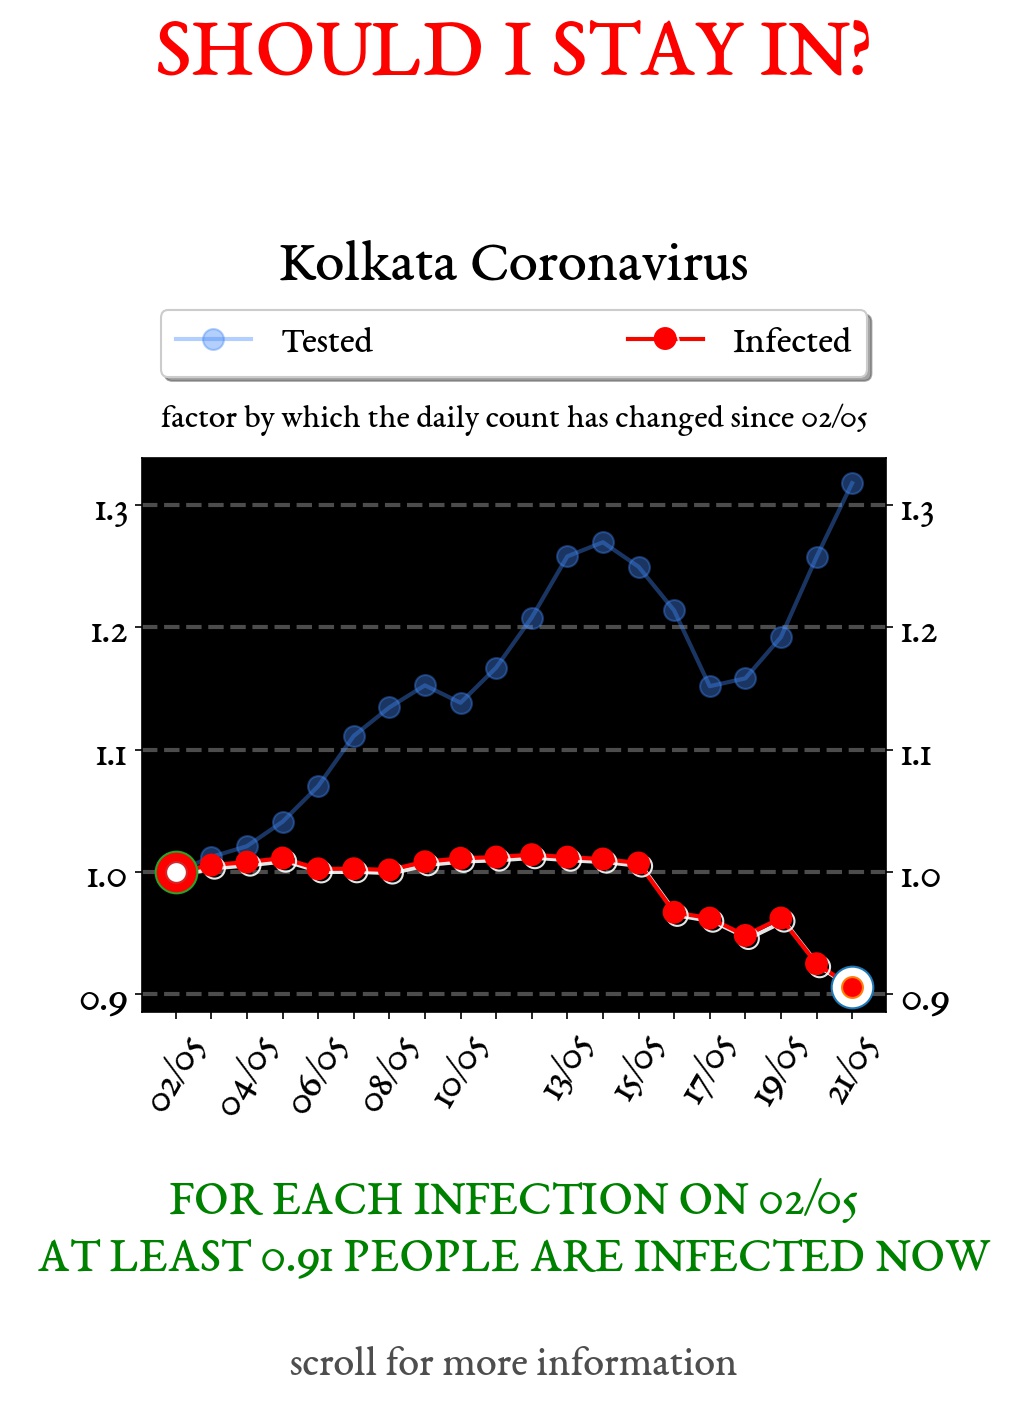 SHOULD I STAY IN?
Kolkata Coronavirus
Tested Infected
factor by which the daily count has changed since 02/05
1.3 1.3
1.2 1.2
1.1 1.1
1.0 1.0
0.9 0.9
02/05 04/05 06/05 08/05 10/05 13/05 15/05 17/05 19/05 21/05
FOR EACH INFECTION ON 02/05
AT LEAST 0.91 PEOPLE ARE INFECTED NOW
scroll for more information